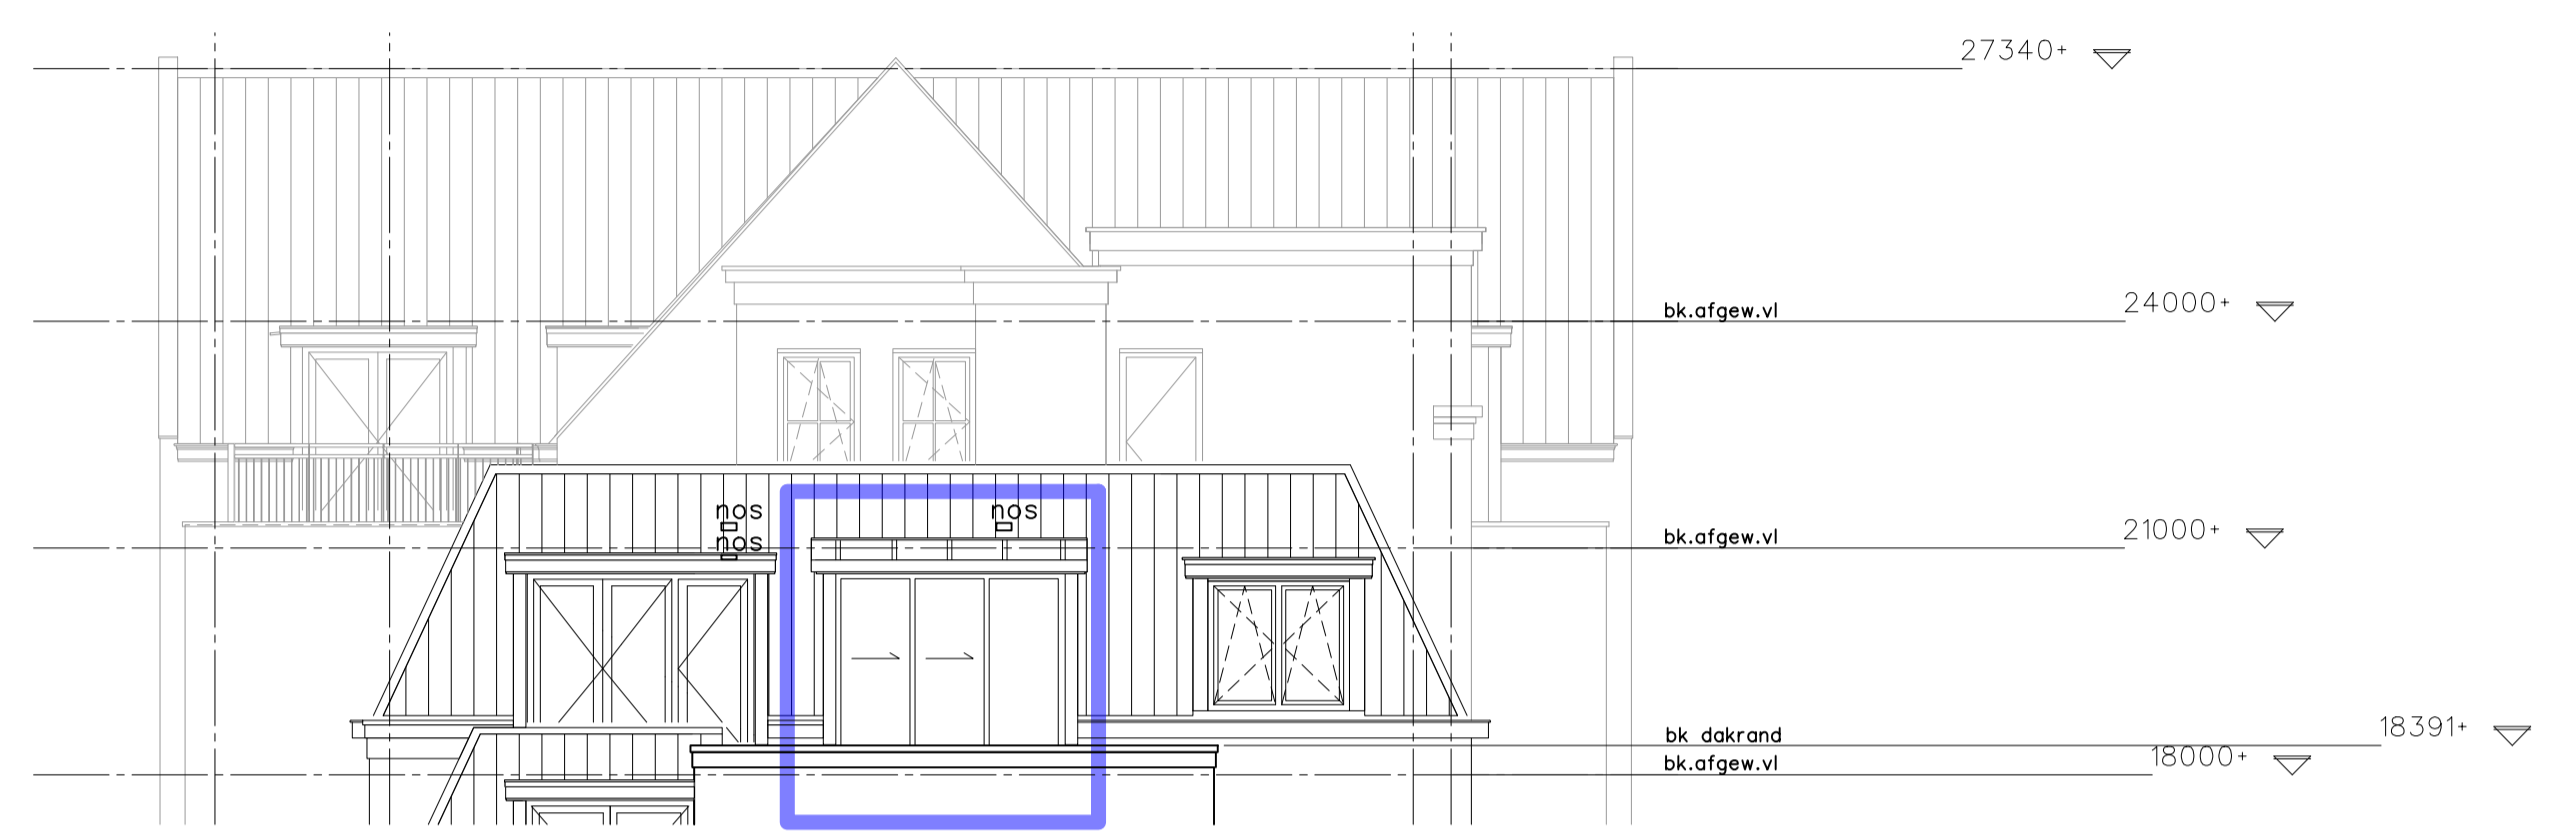 27340+
bk.afgew.vl 24000+
nos nos
nos
bk.afgew.vl 21000+
bk dakrand 18391+
bk.afgew.vl 18000+